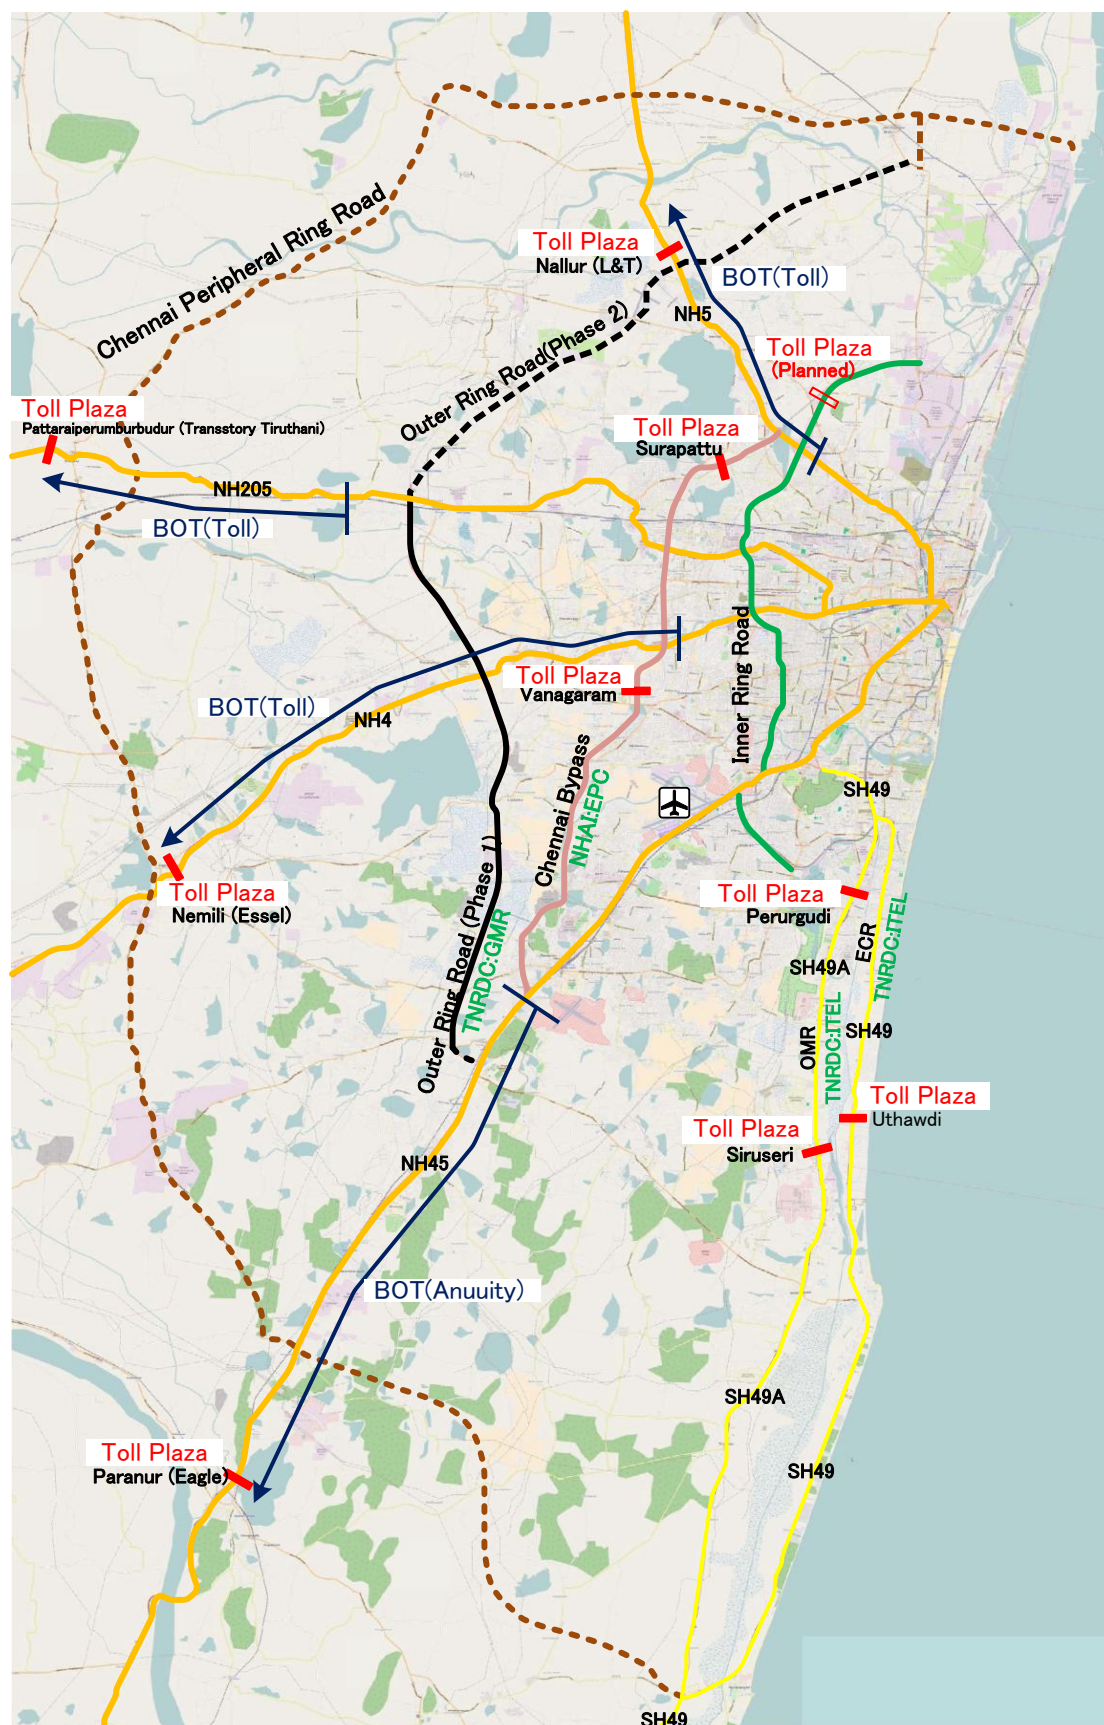 Chennai Peripheral Ring Road
Toll Plaza
Nallur (L&T)
BOT(Toll)
NH5
Outer Ring Road(Phase 2)
Toll Plaza
(Planned)
Toll Plaza
Pattaraiperumburbudur (Transstory Tiruthani)
Toll Plaza
Surapattu
NH205
BOT(Toll)
Inner Ring Road
Toll Plaza
Vanagaram
BOT(Toll)
NH4
Chennai Bypass
NHAI:EPC
SH49
Toll Plaza
Nemili (Essel)
Outer Ring Road (Phase 1)
TNRDC:GMR
Toll Plaza
Perurgudi
ECR
TNRDC:ITEL
SH49A
OMR
TNRDC:ITEL
SH49
Toll Plaza
Uthawdi
Toll Plaza
Siruseri
NH45
BOT(Anuuity)
SH49A
Toll Plaza
Paranur (Eagle)
SH49
SH49